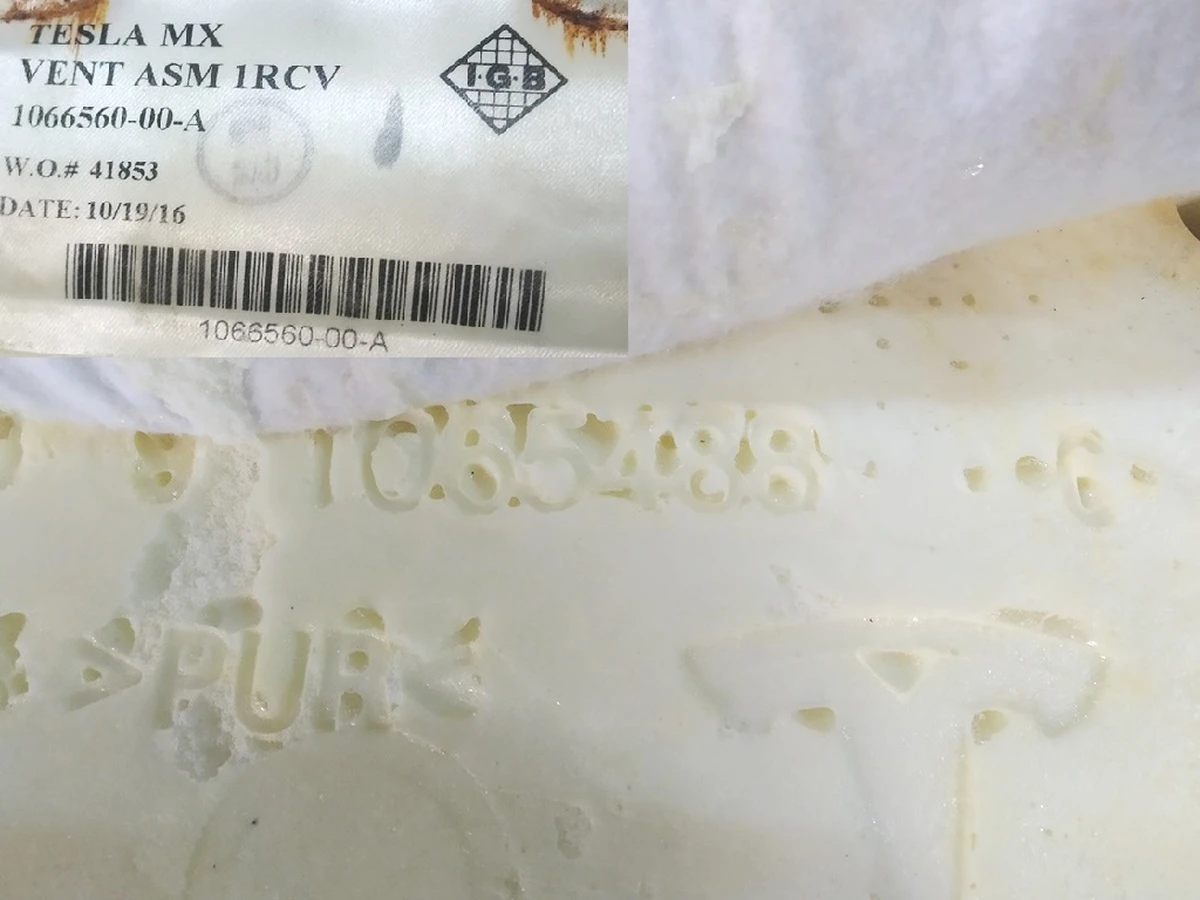 TESLA MX
VENT ASM 1RCV
I·G·B
1066560-00-A
W.O.# 41853
DATE: 10/19/16
1066560-00-A
1065488
>PUR<